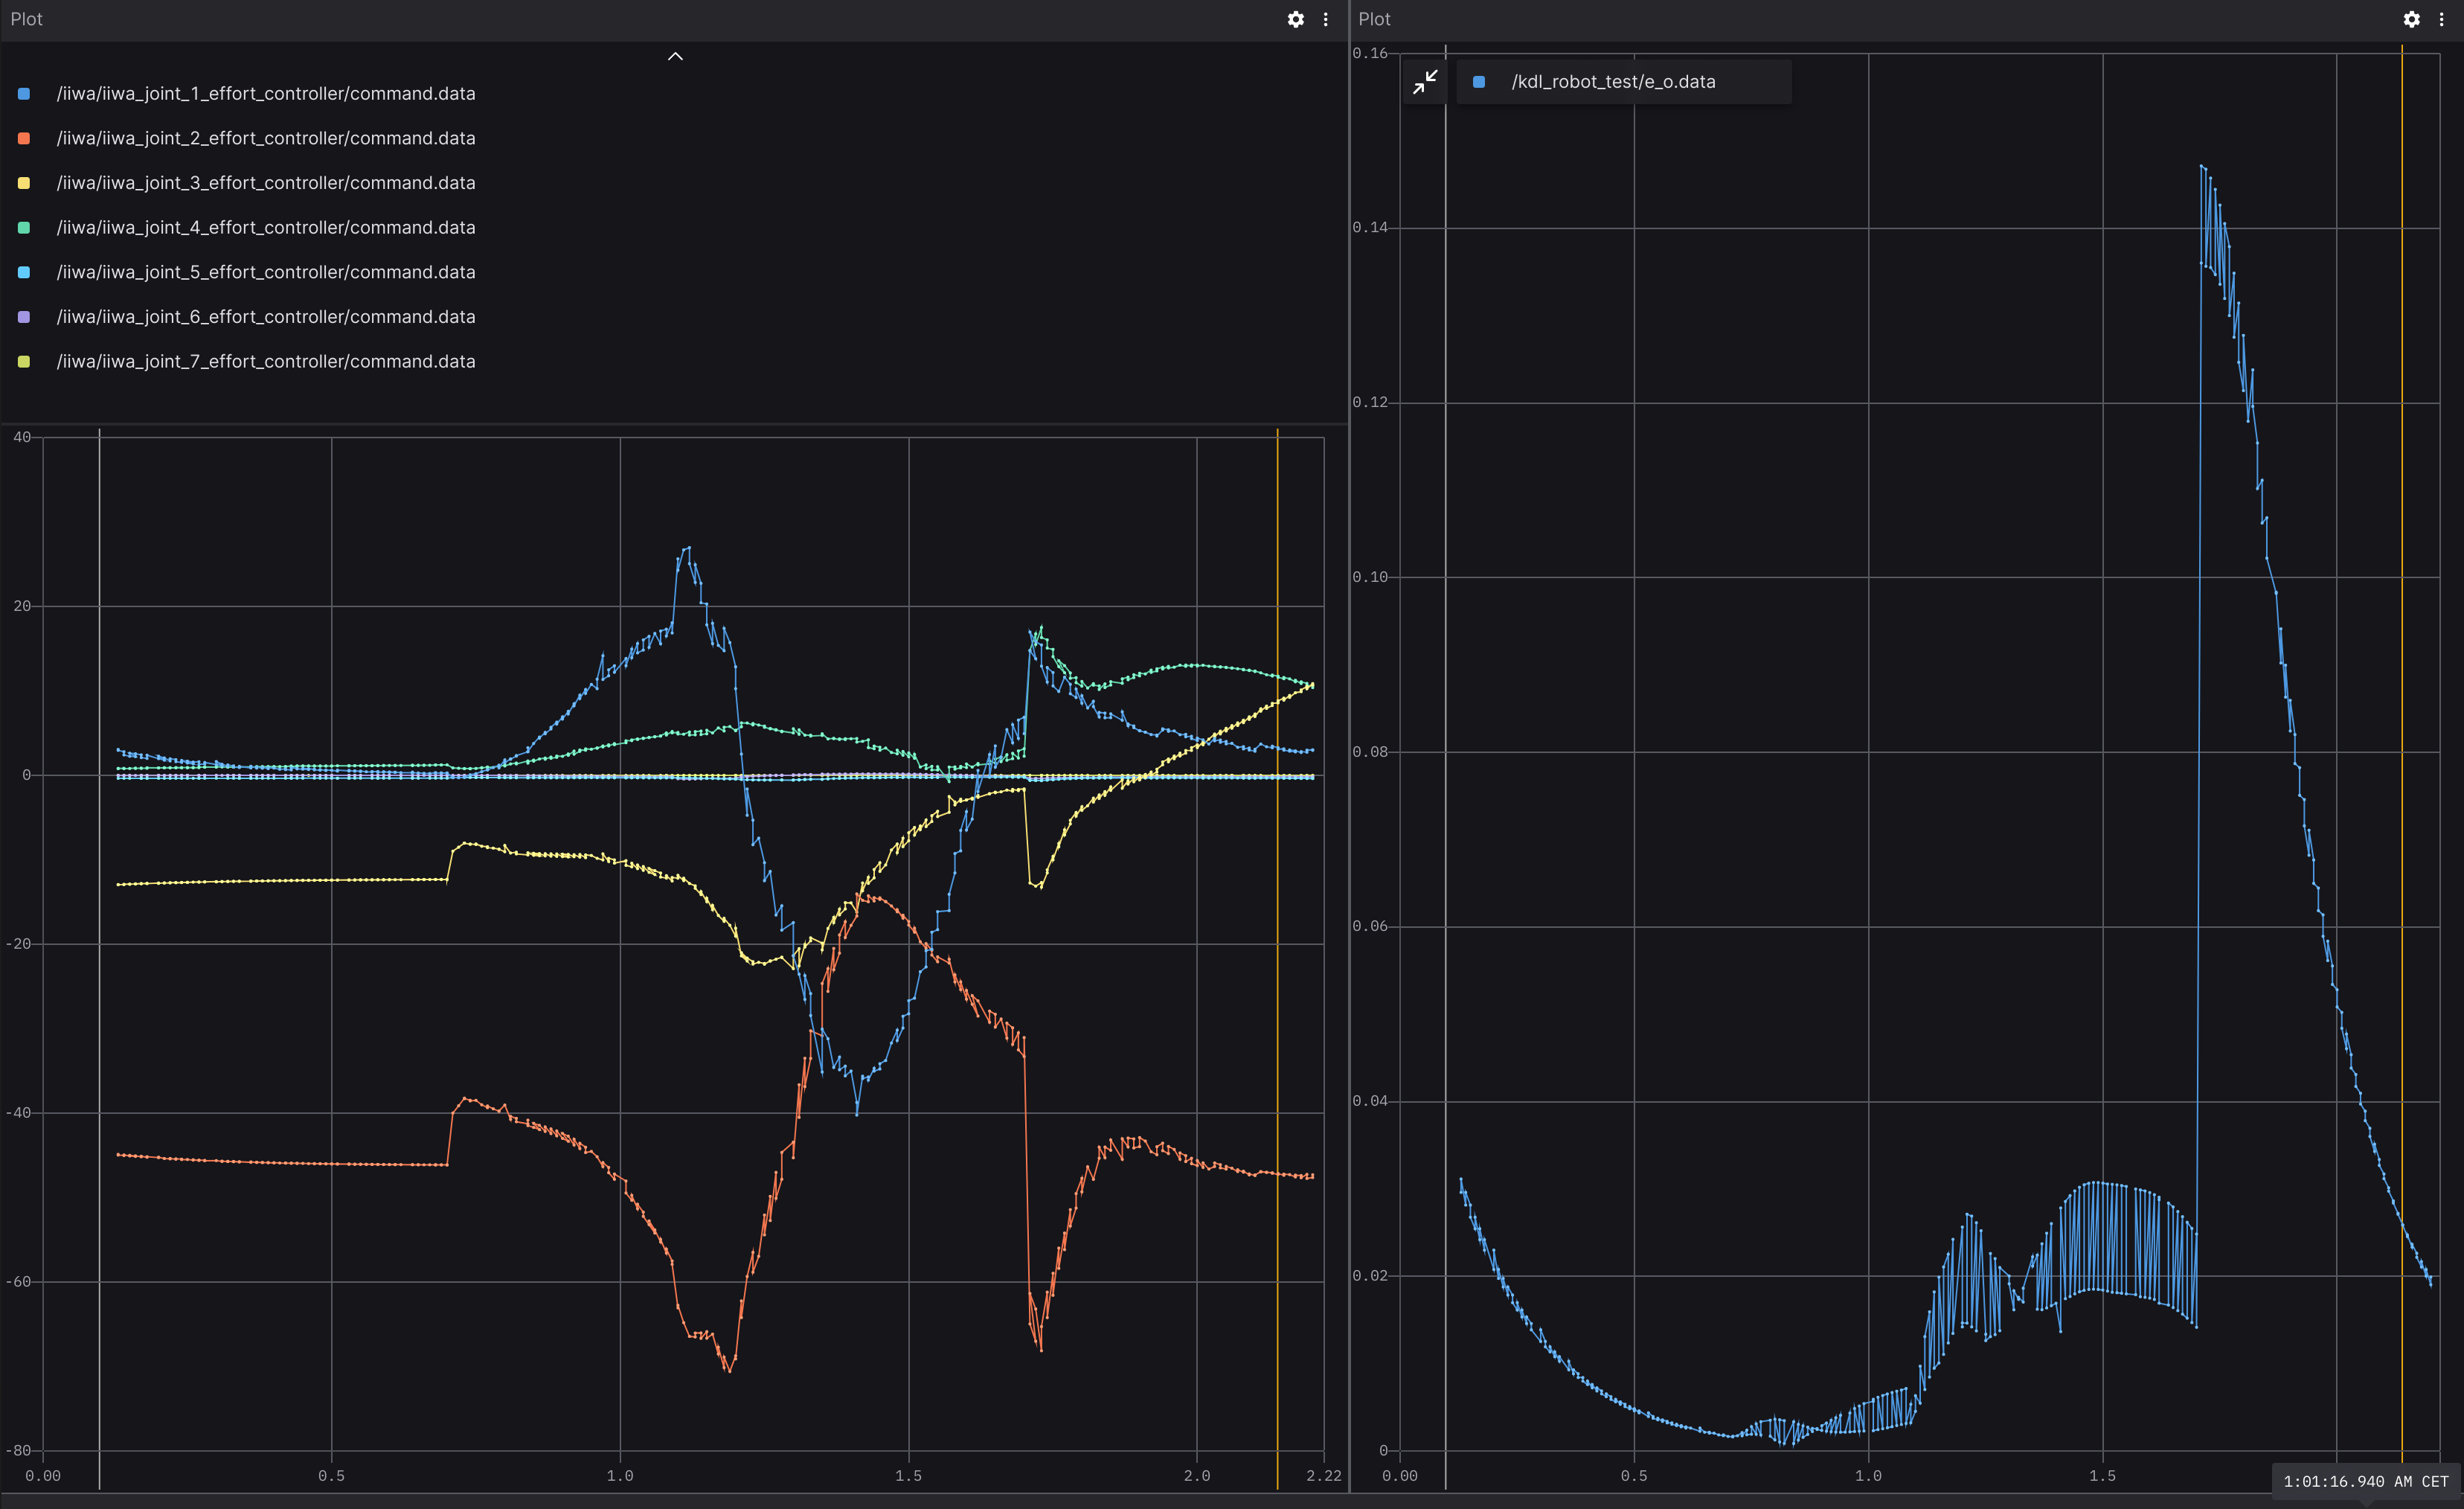 Plot
/iiwa/iiwa_joint_1_effort_controller/command.data
/iiwa/iiwa_joint_2_effort_controller/command.data
/iiwa/iiwa_joint_3_effort_controller/command.data
/iiwa/iiwa_joint_4_effort_controller/command.data
/iiwa/iiwa_joint_5_effort_controller/command.data
/iiwa/iiwa_joint_6_effort_controller/command.data
/iiwa/iiwa_joint_7_effort_controller/command.data
40
20
0
-20
-40
-60
-80
0.00 0.5 1.0 1.5 2.0 2.22
Plot
/kdl_robot_test/e_o.data
0.16
0.14
0.12
0.10
0.08
0.06
0.04
0.02
0
0.00 0.5 1.0 1.5
1:01:16.940 AM CET